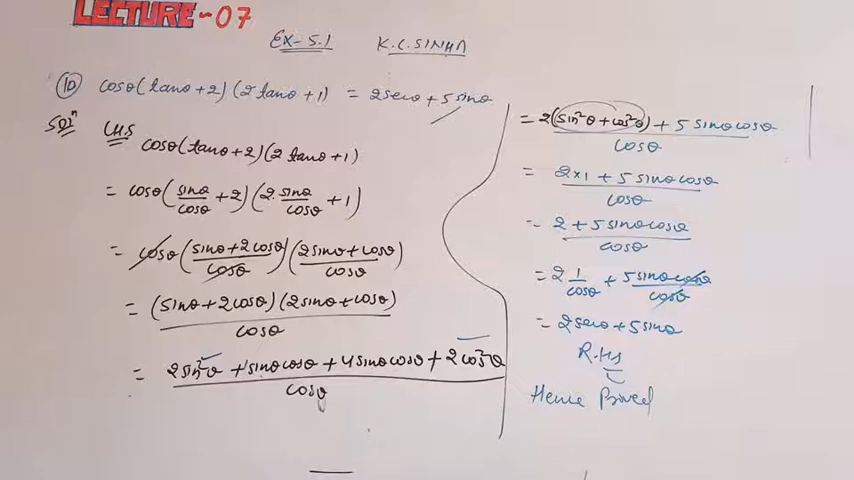 LECTURE-07
EX-5.1 K.C.SINHA
(10) cosθ(tanθ+2)(2tanθ+1) = 2secθ+5sinθ
Solⁿ LHS
cosθ(tanθ+2)(2tanθ+1)
= cosθ(sinθ/cosθ + 2)(2.sinθ/cosθ + 1)
= cosθ(sinθ+2cosθ/cosθ)(2sinθ+cosθ/cosθ)
= (sinθ+2cosθ)(2sinθ+cosθ)
cosθ
= 2sin²θ+sinθcosθ+4sinθcosθ+2cos²θ
cosθ
= 2(sin²θ+cos²θ)+5sinθcosθ
cosθ
= 2×1+5sinθcosθ
cosθ
= 2+5sinθcosθ
cosθ
= 2 1/cosθ + 5sinθcosθ/cosθ
= 2secθ+5sinθ
R.HS
Hence Proved